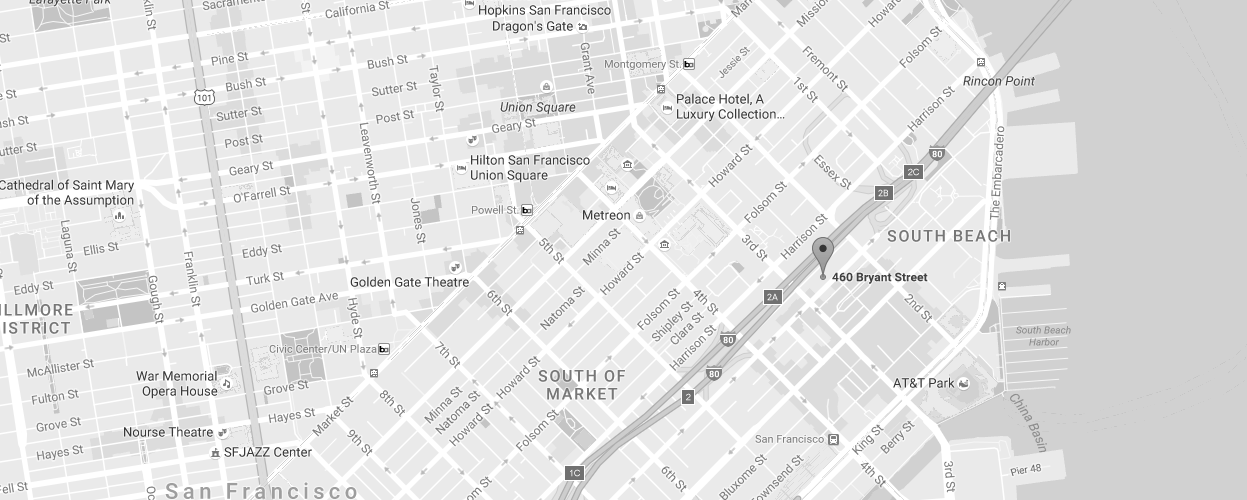 Lafayette Park
California St
Hopkins San Francisco
Dragon's Gate
Mission
Howard
Folsom St
Pine St
Bush St
Bush St
Grant Ave
Montgomery St.
Jessie St
Fremont St
Rincon Point
Taylor St
Sutter St
Sutter St
101
Post St
Post St
Union Square
Geary St
1st St
Harrison St
Palace Hotel, A
Luxury Collection...
Leavenworth St
Geary St
O'Farrell St
Hilton San Francisco
Union Square
Howard St
Essex St
80
2C
2B
The Embarcadero
Cathedral of Saint Mary
of the Assumption
Jones St
Powell St.
Metreon
Folsom St
Harrison St
SOUTH BEACH
Laguna St
Ellis St
Franklin St
Gough St
Eddy St
5th St
Minna St
Howard St
3rd St
460 Bryant Street
Eddy St
Turk St
Golden Gate Ave
Golden Gate Theatre
Hyde St
6th St
Natoma St
Folsom St
Shipley St
Clara St
Harrison St
4th St
2A
2nd St
ILLMORE
ISTRICT
80
South Beach
Harbor
McAllister St
Civic Center/UN Plaza
7th St
Howard St
SOUTH OF
MARKET
80
2
AT&T Park
War Memorial
Opera House
Grove St
Fulton St
Minna St
Natoma St
Howard St
8th St
Market St
Hayes St
Grove St
Nourse Theatre
Folsom St
China Basin
San Francisco
King St
Berry St
Hayes St
SFJAZZ Center
9th St
1C
6th St
Bluxome St
Townsend St
4th St
3rd St
Pier 48
Fell St
San Francisco